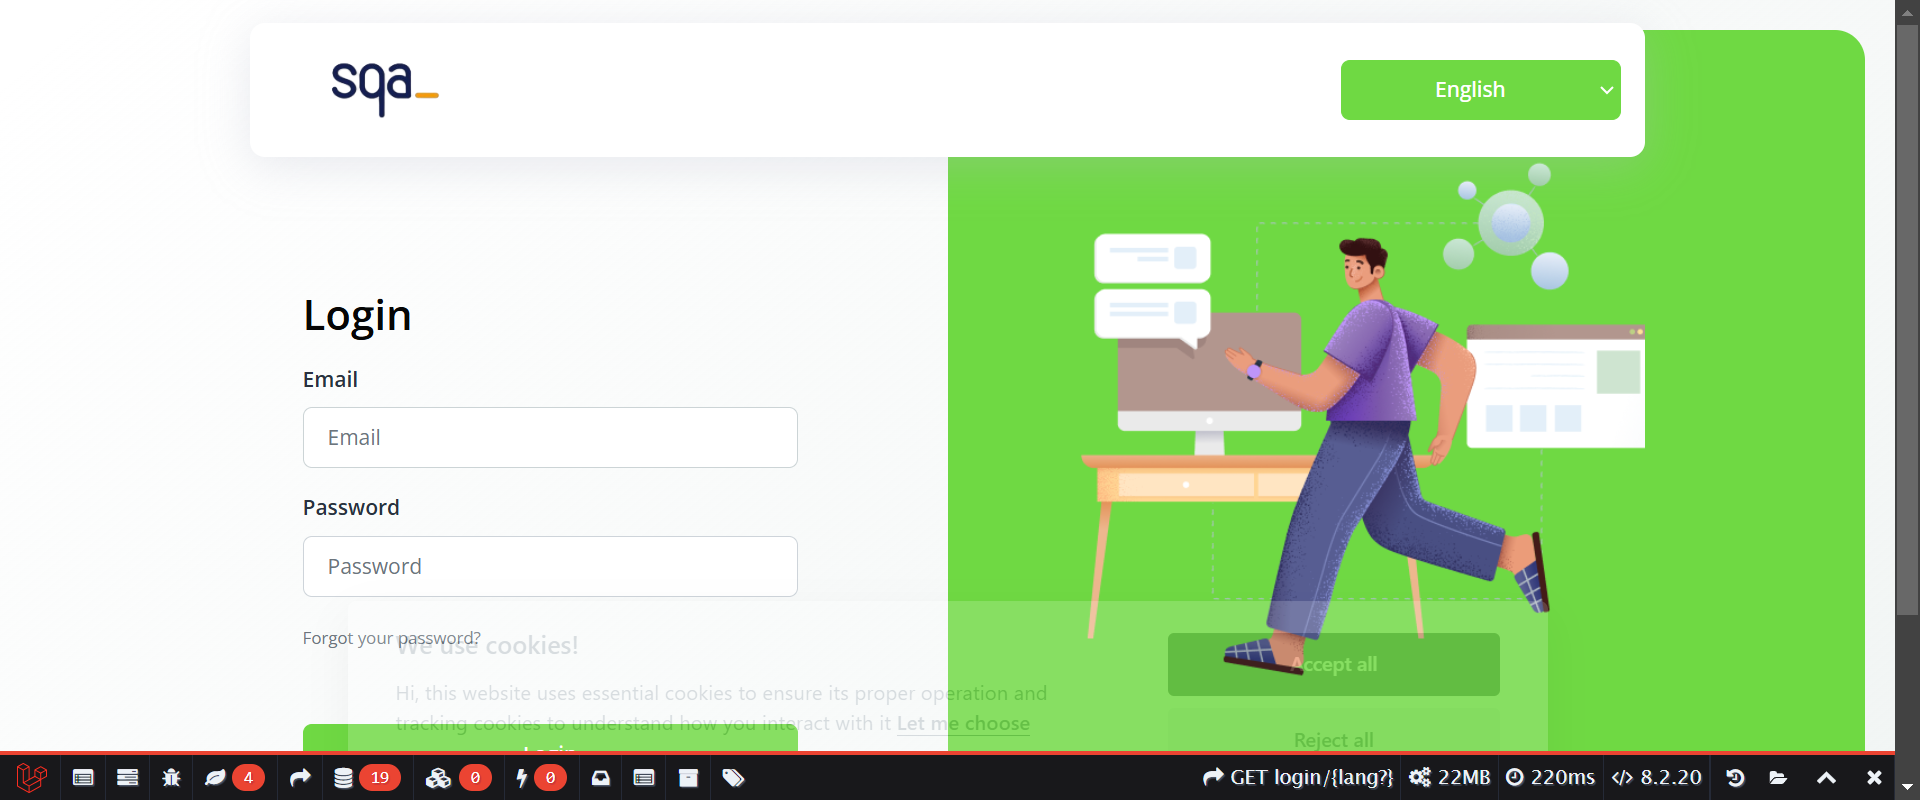 sqa_
English
Login
Email
Email
Password
Password
Forgot your password?
We use cookies!
Hi, this website uses essential cookies to ensure its proper operation and
tracking cookies to understand how you interact with it Let me choose
Accept all
Reject all
Login
4
19
0
0
GET login/{lang?}
22MB
220ms
8.2.20